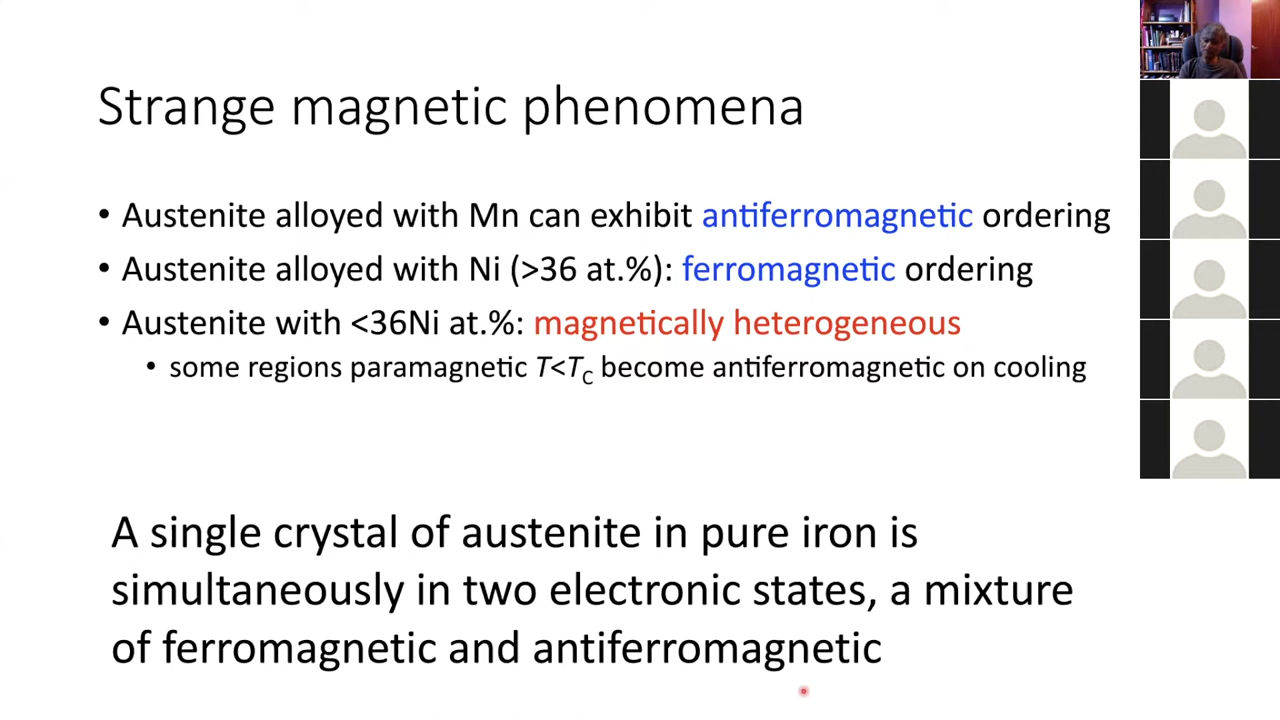 Strange magnetic phenomena
• Austenite alloyed with Mn can exhibit antiferromagnetic ordering
• Austenite alloyed with Ni (>36 at.%): ferromagnetic ordering
• Austenite with <36Ni at.%: magnetically heterogeneous
• some regions paramagnetic T<TC become antiferromagnetic on cooling
A single crystal of austenite in pure iron is
simultaneously in two electronic states, a mixture
of ferromagnetic and antiferromagnetic